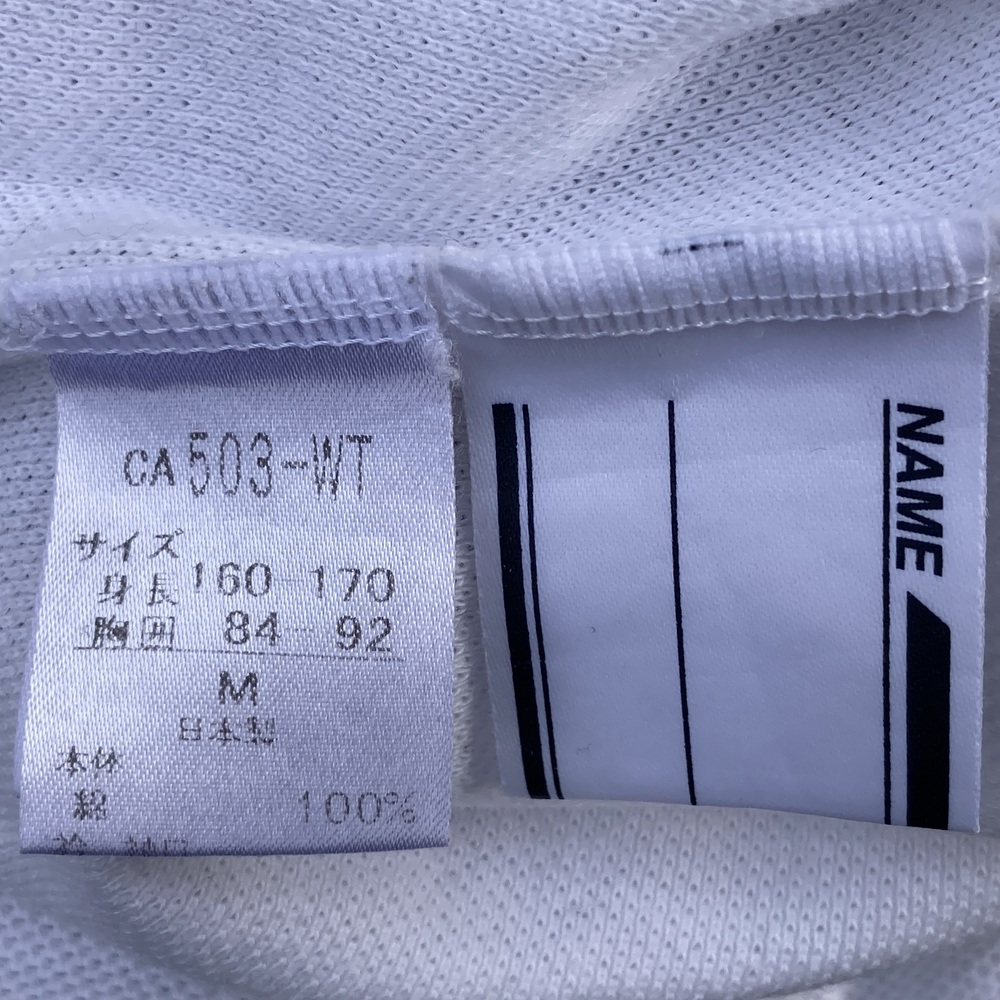 CA503-WT
サイズ
身長 160-170
胸囲 84-92
M
日本製
本体
綿 100%
NAME